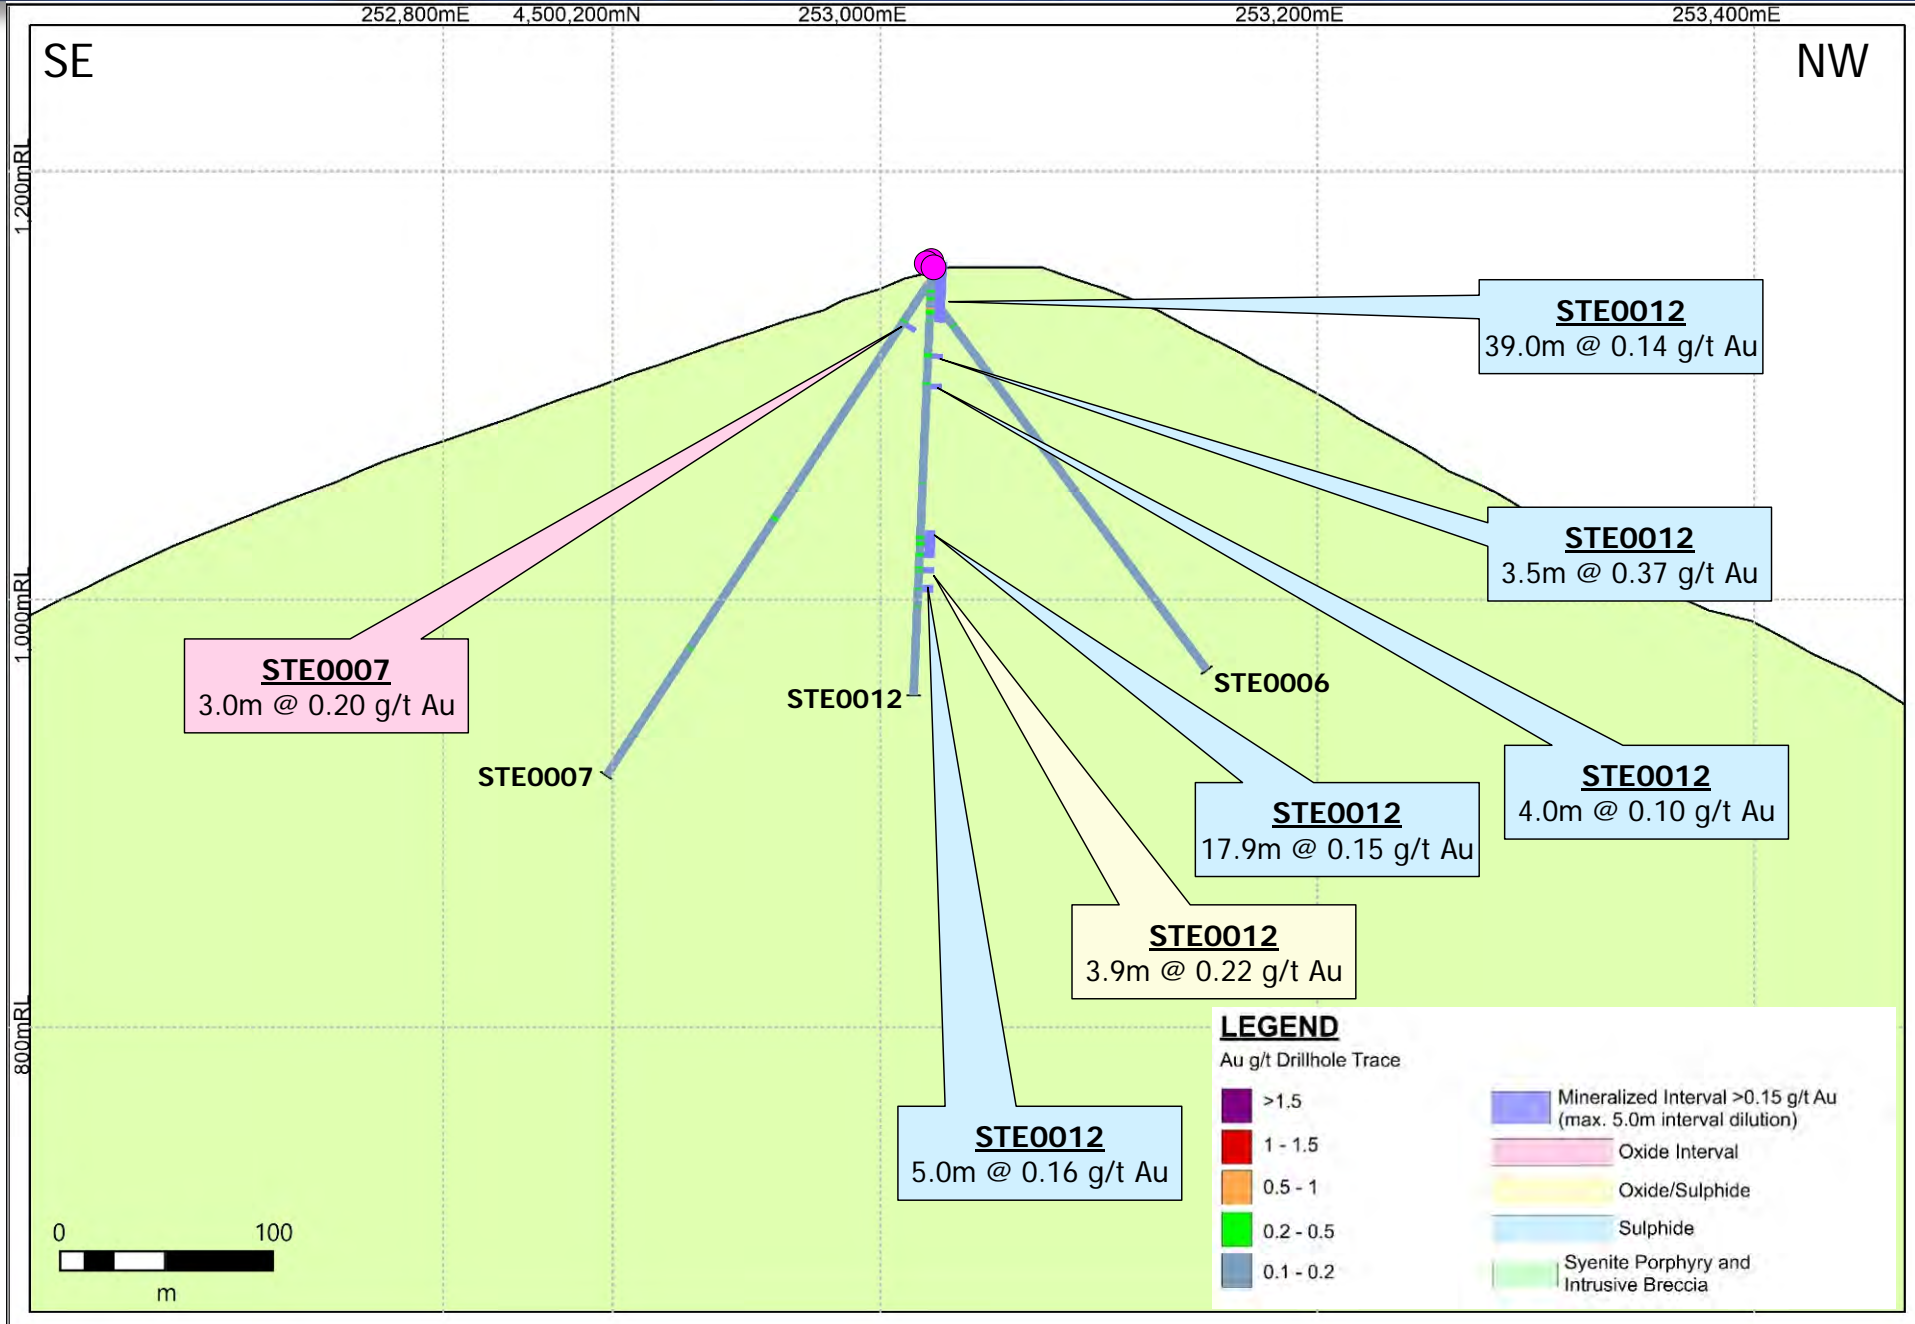 252,800mE 4,500,200mN 253,000mE 253,200mE 253,400mE
SE
NW
1,200mRL
1,000mRL
800mRL
STE0012
39.0m @ 0.14 g/t Au
STE0012
3.5m @ 0.37 g/t Au
STE0007
3.0m @ 0.20 g/t Au
STE0006
STE0012
STE0007
STE0012
4.0m @ 0.10 g/t Au
STE0012
17.9m @ 0.15 g/t Au
STE0012
3.9m @ 0.22 g/t Au
STE0012
5.0m @ 0.16 g/t Au
LEGEND
Au g/t Drillhole Trace
>1.5
1 - 1.5
0.5 - 1
0.2 - 0.5
0.1 - 0.2
Mineralized Interval >0.15 g/t Au
(max. 5.0m interval dilution)
Oxide Interval
Oxide/Sulphide
Sulphide
Syenite Porphyry and
Intrusive Breccia
0 100
m